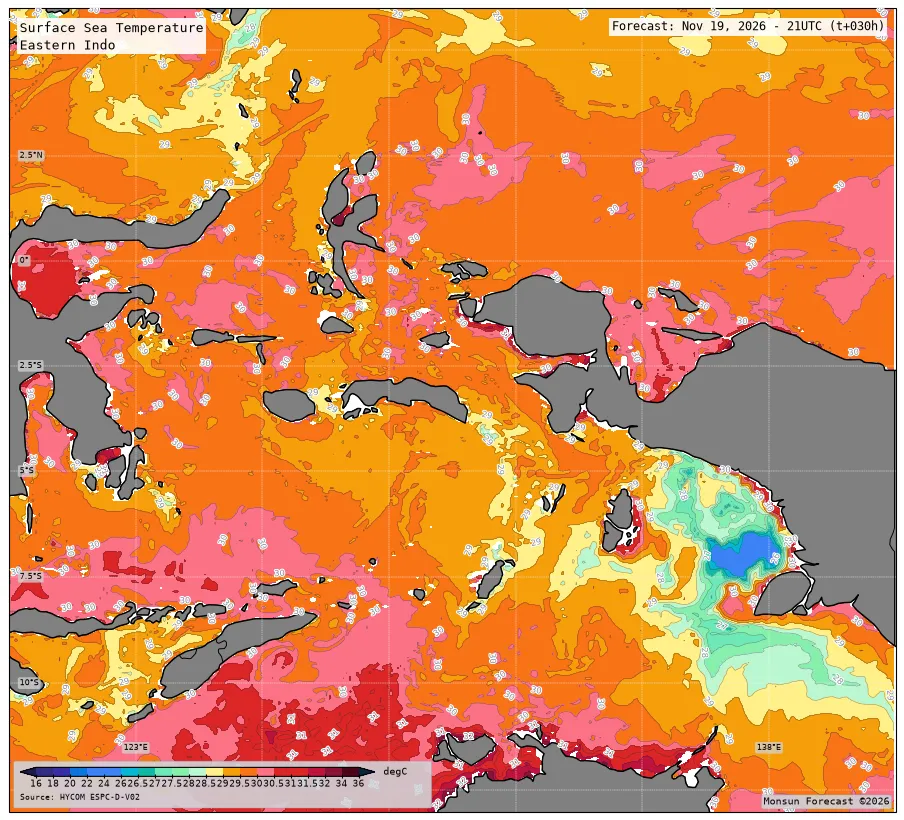 Surface Sea Temperature
Eastern Indo
Forecast: Nov 19, 2026 - 21UTC (t+030h)
2.5°N
0°
2.5°S
5°S
7.5°S
10°S
123°E
138°E
degC
16 18 20 22 24 26 26.5 27 27.5 28 28.5 29 29.5 30 30.5 31 31.5 32 34 36
Source: HYCOM ESPC-D-V02
Monsun Forecast ©2026